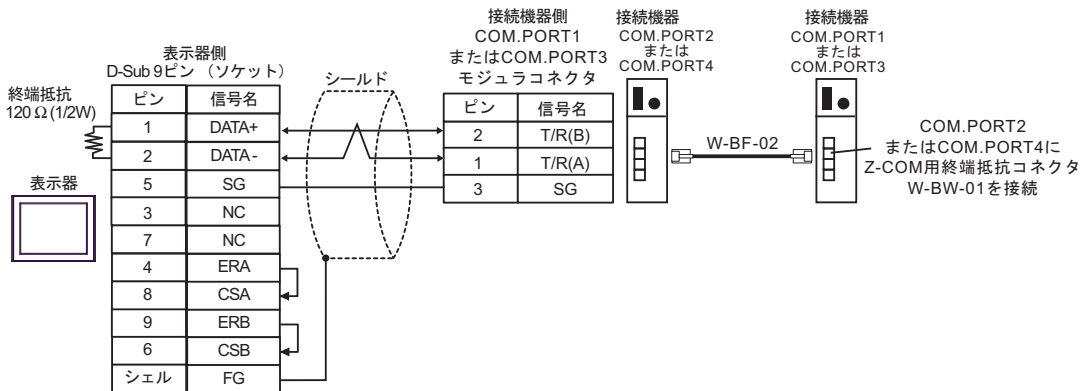 表示器側
D-Sub 9ピン （ソケット）
終端抵抗
120 Ω (1/2W)
表示器
ピン 信号名
1 DATA+
2 DATA-
5 SG
3 NC
7 NC
4 ERA
8 CSA
9 ERB
6 CSB
シェル FG
シールド
接続機器側
COM.PORT1
またはCOM.PORT3
モジュラコネクタ
ピン 信号名
2 T/R(B)
1 T/R(A)
3 SG
接続機器
COM.PORT2
または
COM.PORT4
W-BF-02
接続機器
COM.PORT1
または
COM.PORT3
COM.PORT2
またはCOM.PORT4に
Z-COM用終端抵抗コネクタ
W-BW-01を接続